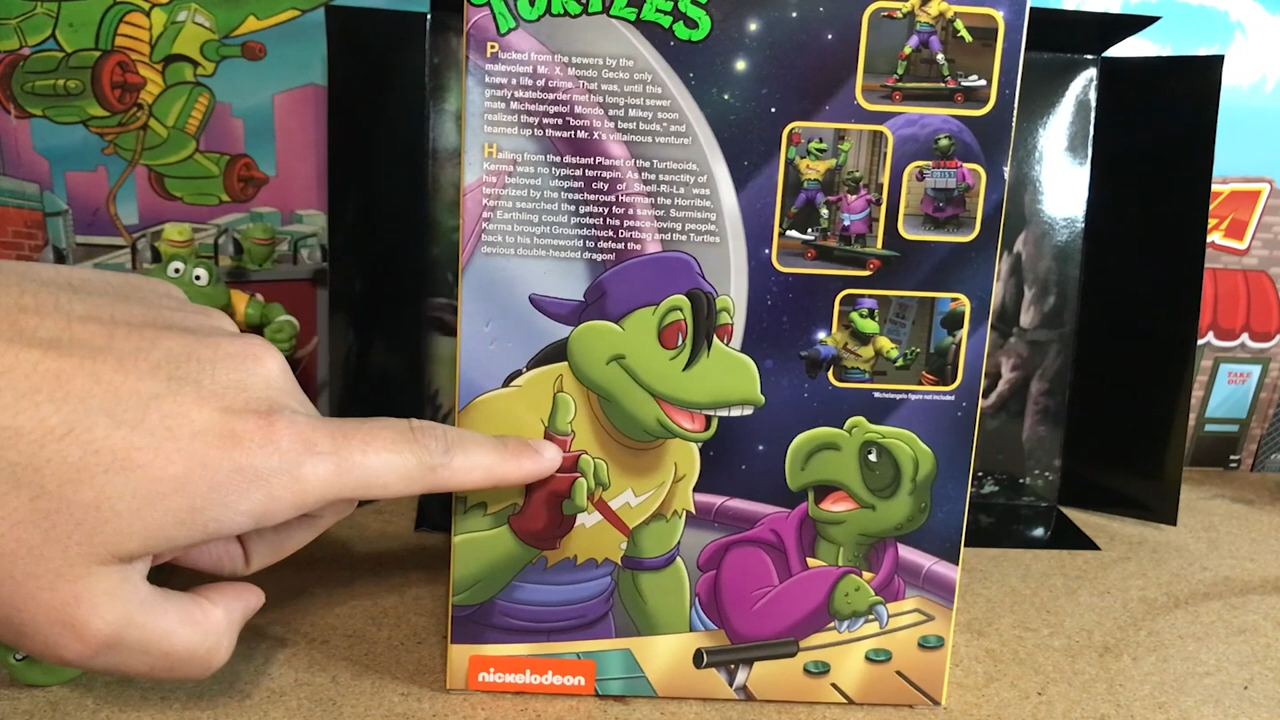 TURTLES
Plucked from the sewers by the
malevolent Mr. X, Mondo Gecko only
knew a life of crime. That was, until this
gnarly skateboarder met his long-lost sewer
mate Michelangelo! Mondo and Mikey soon
realized they were "born to be best buds," and
teamed up to thwart Mr. X's villainous venture!
Hailing from the distant Planet of the Turtleoids,
Kerma was no typical terrapin. As the sanctity of
his beloved utopian city of Shell-Ri-La was
terrorized by the treacherous Herman the Horrible,
Kerma searched the galaxy for a savior. Surmising
an Earthling could protect his peace-loving people,
Kerma brought Groundchuck, Dirtbag and the Turtles
back to his homeworld to defeat the
devious double-headed dragon!
*Michelangelo figure not included
nickelodeon
TAKE
OUT